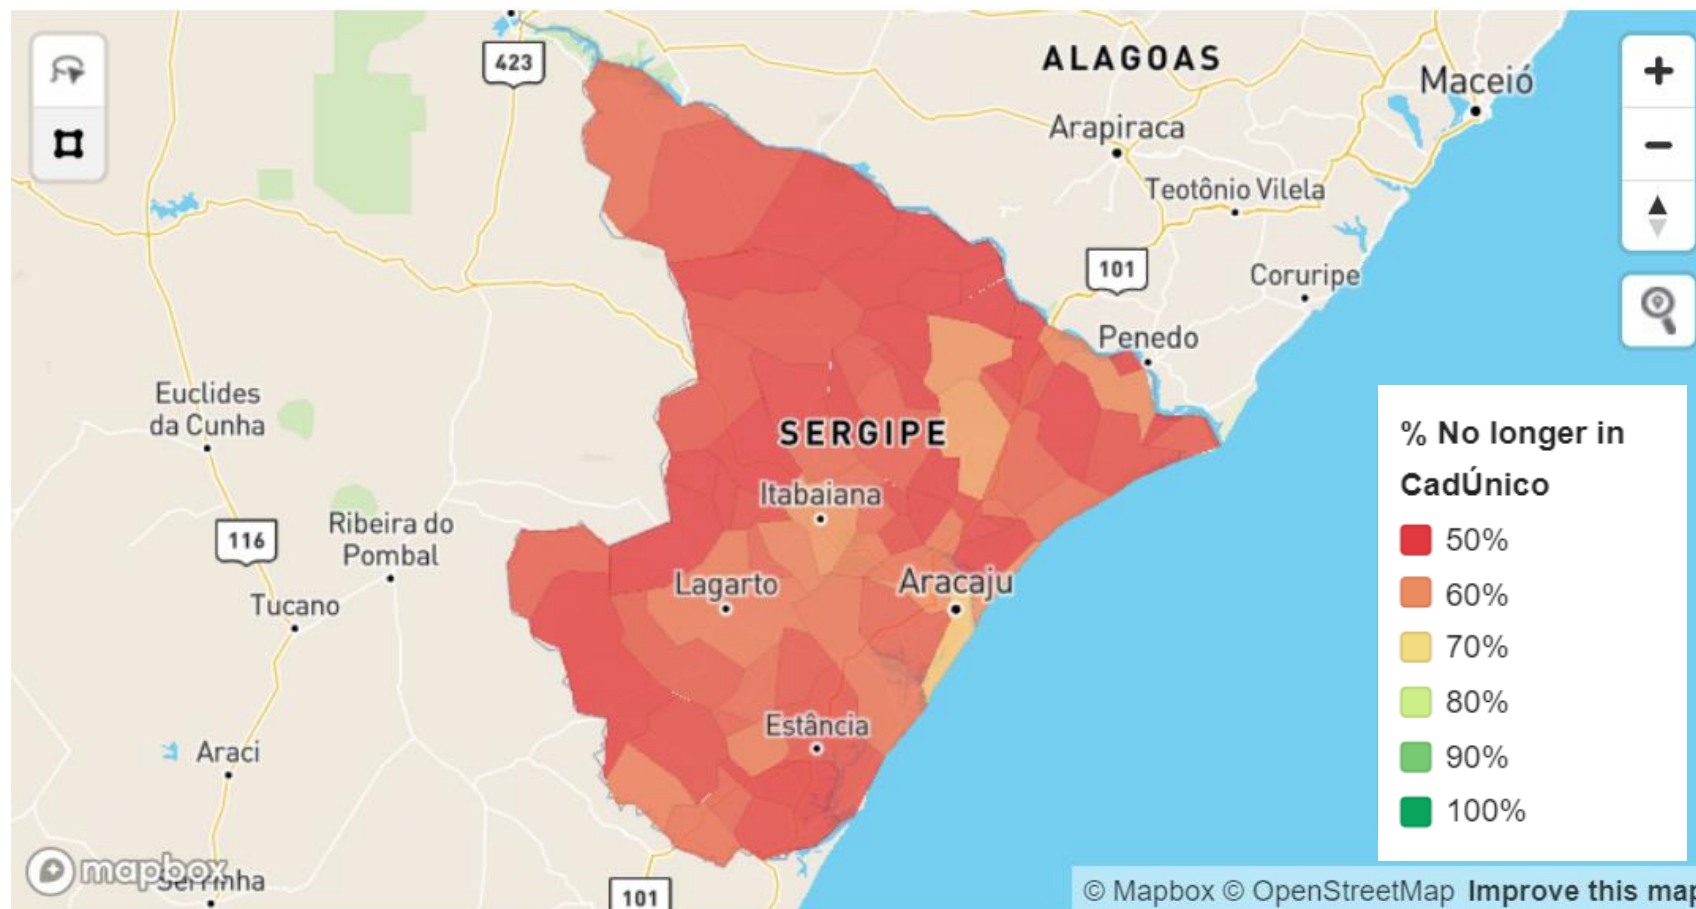 423
ALAGOAS
Maceió
Arapiraca
Teotônio Vilela
101
Coruripe
Penedo
Euclides
da Cunha
SERGIPE
% No longer in
CadÚnico
50%
60%
70%
80%
90%
100%
Itabaiana
116
Ribeira do
Pombal
Lagarto
Aracaju
Tucano
Estância
Araci
mapbox
Serrinha
101
© Mapbox © OpenStreetMap Improve this map